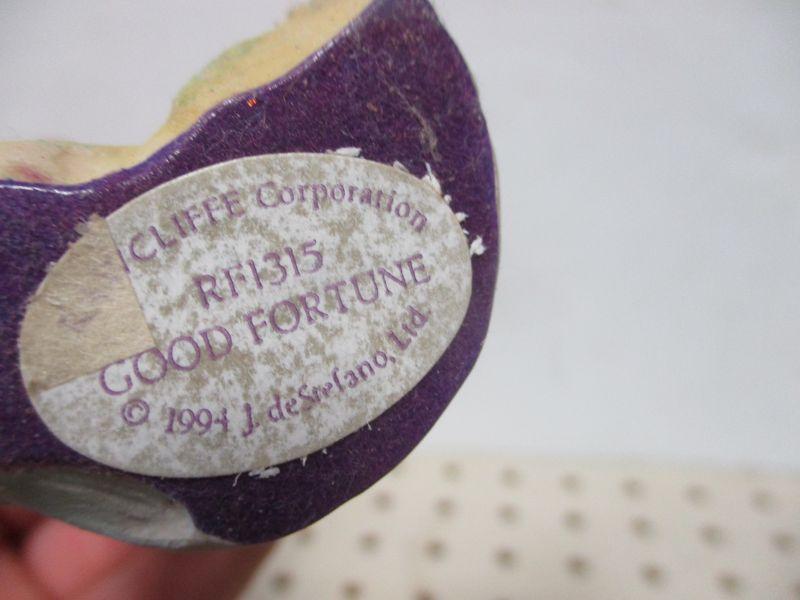 CLIFFE Corporation
RF1315
GOOD FORTUNE
© 1994 J. deStefano, Ltd.